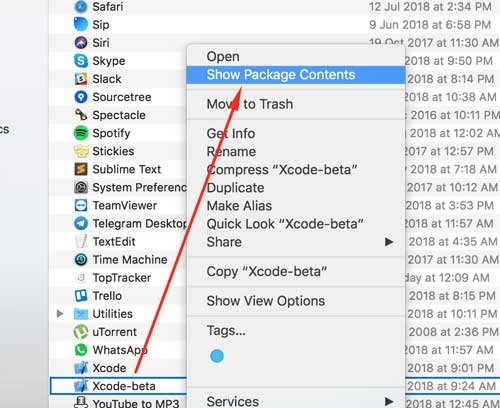 Safari 12 Jul 2018 at 2:34 PM
Sip 9 Jun 2018 at 6:58 PM
Siri 19 Oct 2017 at 11:30 AM
Open
Skype 2018 at 9:50 PM
Show Package Contents
Slack 2018 at 8:14 PM
Sourcetree 2018 at 10:38 AM
Move to Trash
Spectacle 2016 at 10:11 PM
cs
Spotify 2018 at 12:02 AM
Get Info
Stickies 2017 at 12:57 PM
Rename
Sublime Text 2018 at 7:18 PM
Compress “Xcode-beta”
System Preference 2017 at 10:12 AM
Duplicate
TeamViewer 2018 at 3:53 PM
Make Alias
Telegram Desktop 2018 at 11:57 AM
Quick Look “Xcode-beta”
TextEdit 2018 at 4:35 AM
Share
Time Machine 2017 at 11:30 AM
TopTracker at 12:09 AM
Copy “Xcode-beta”
Trello 2018 at 8:15 PM
Show View Options
Utilities 2018 at 10:11 PM
uTorrent 2008 at 2:36 PM
Tags...
WhatsApp 2018 at 11:57 AM
Xcode 2018 at 9:01 PM
Xcode-beta 2018 at 9:24 AM
Services
YouTube to MP3 2018 at 12:45 AM